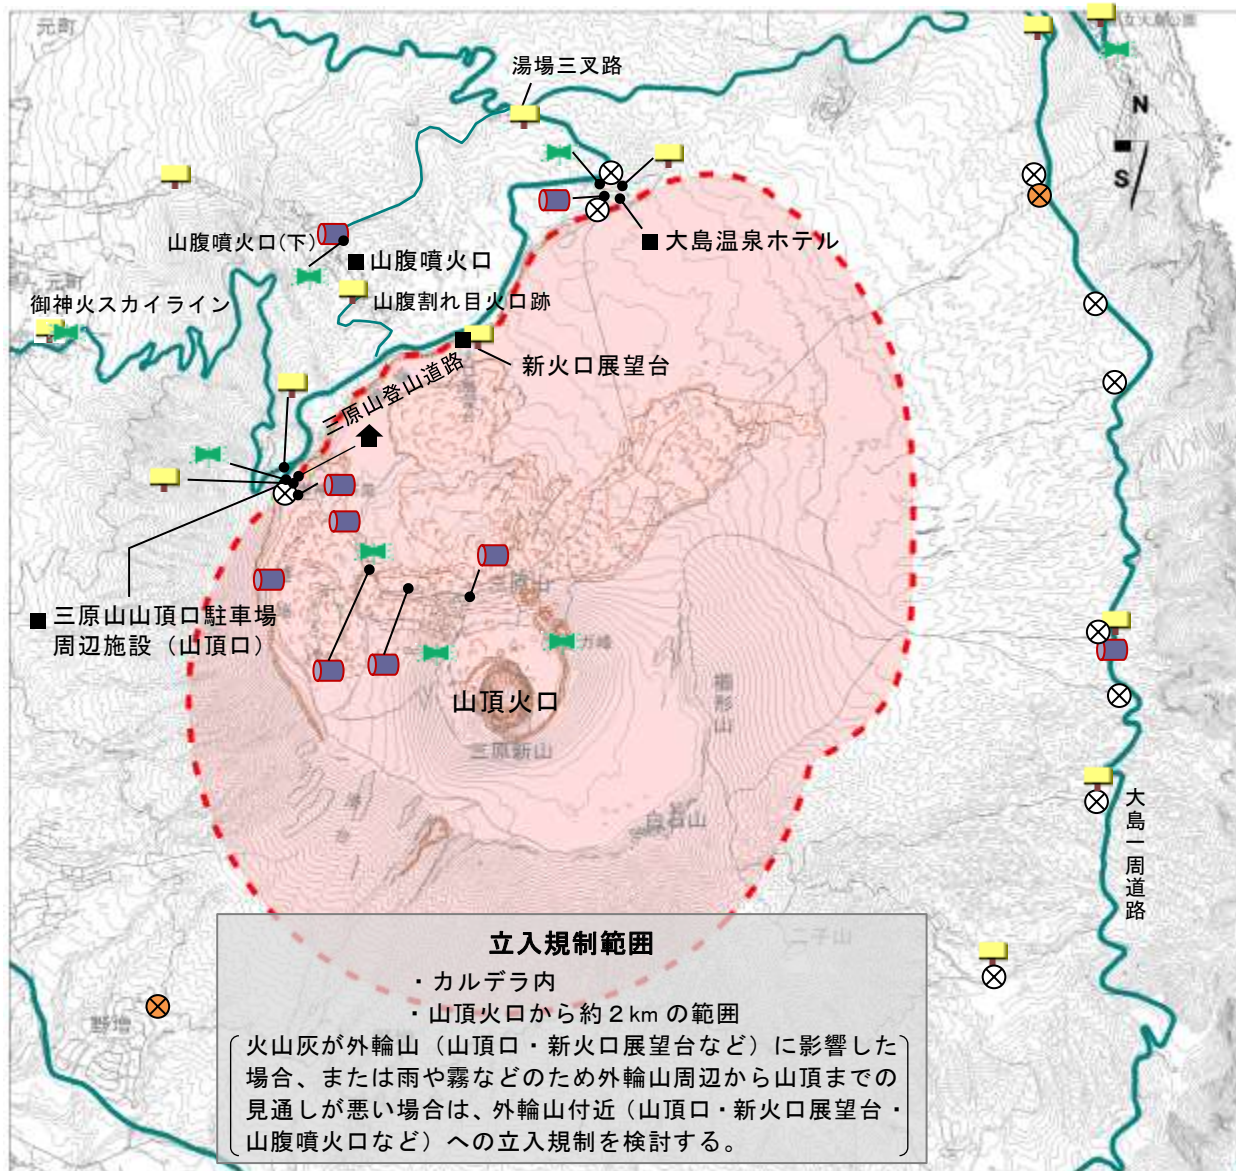 元町
湯場三叉路
N
S
山腹噴火口(下)
■山腹噴火口
■大島温泉ホテル
元町
御神火スカイライン
山腹割れ目火口跡
新火口展望台
三原山登山道路
■三原山山頂口駐車場
周辺施設（山頂口）
三原山
山頂火口
三原新山
櫛形山
白石山
大島一周道路
二子山
野増
立入規制範囲
・カルデラ内
・山頂火口から約２kmの範囲
火山灰が外輪山（山頂口・新火口展望台など）に影響した
場合、または雨や霧などのため外輪山周辺から山頂までの
見通しが悪い場合は、外輪山付近（山頂口・新火口展望台・
山腹噴火口など）への立入規制を検討する。